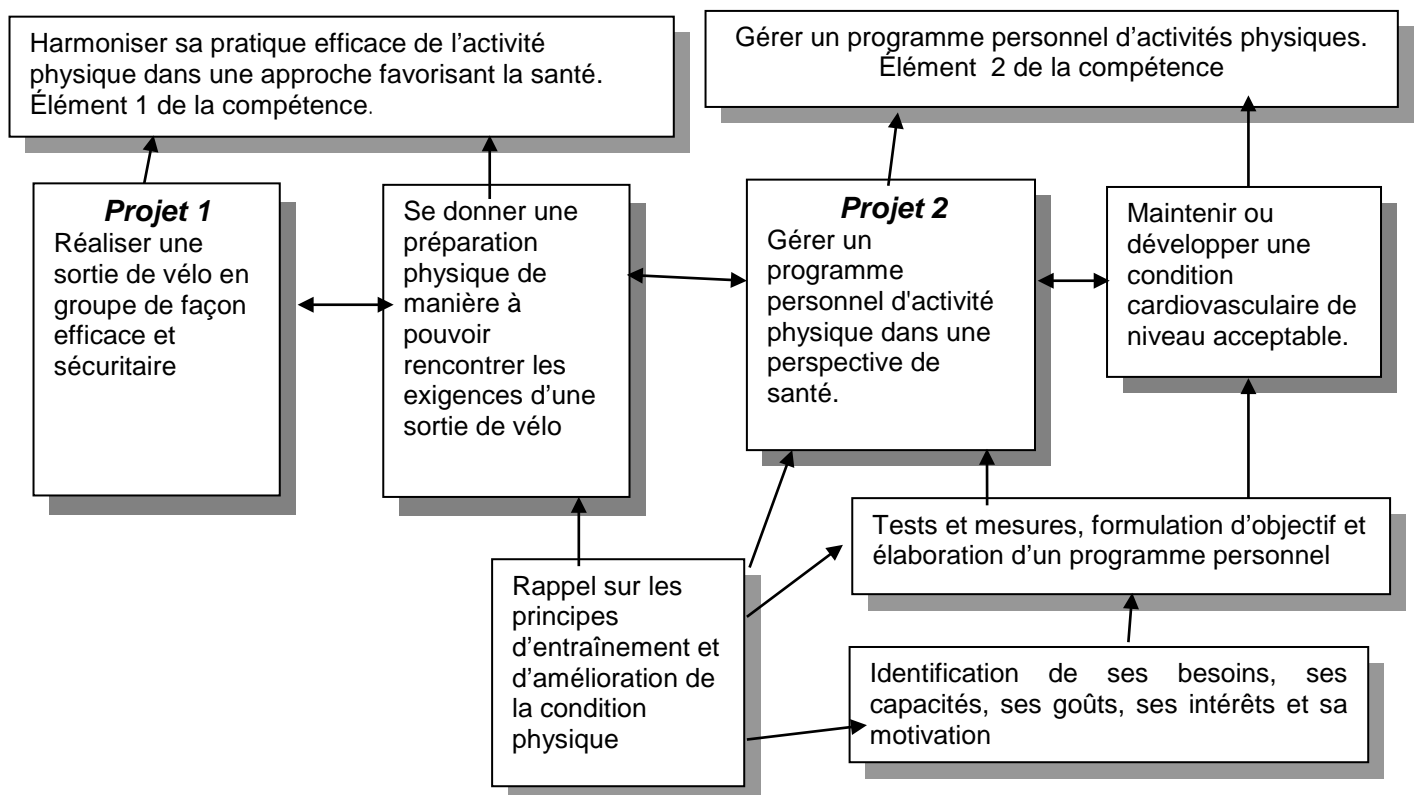 Harmoniser sa pratique efficace de l’activité
physique dans une approche favorisant la santé.
Élément 1 de la compétence.
Gérer un programme personnel d’activités physiques.
Élément 2 de la compétence
Projet 1
Réaliser une
sortie de vélo en
groupe de façon
efficace et
sécuritaire
Se donner une
préparation
physique de
manière à
pouvoir
rencontrer les
exigences d’une
sortie de vélo
Projet 2
Gérer un
programme
personnel d'activité
physique dans une
perspective de
santé.
Maintenir ou
développer une
condition
cardiovasculaire de
niveau acceptable.
Tests et mesures, formulation d’objectif et
élaboration d’un programme personnel
Rappel sur les
principes
d’entraînement et
d’amélioration de
la condition
physique
Identification de ses besoins, ses
capacités, ses goûts, ses intérêts et sa
motivation